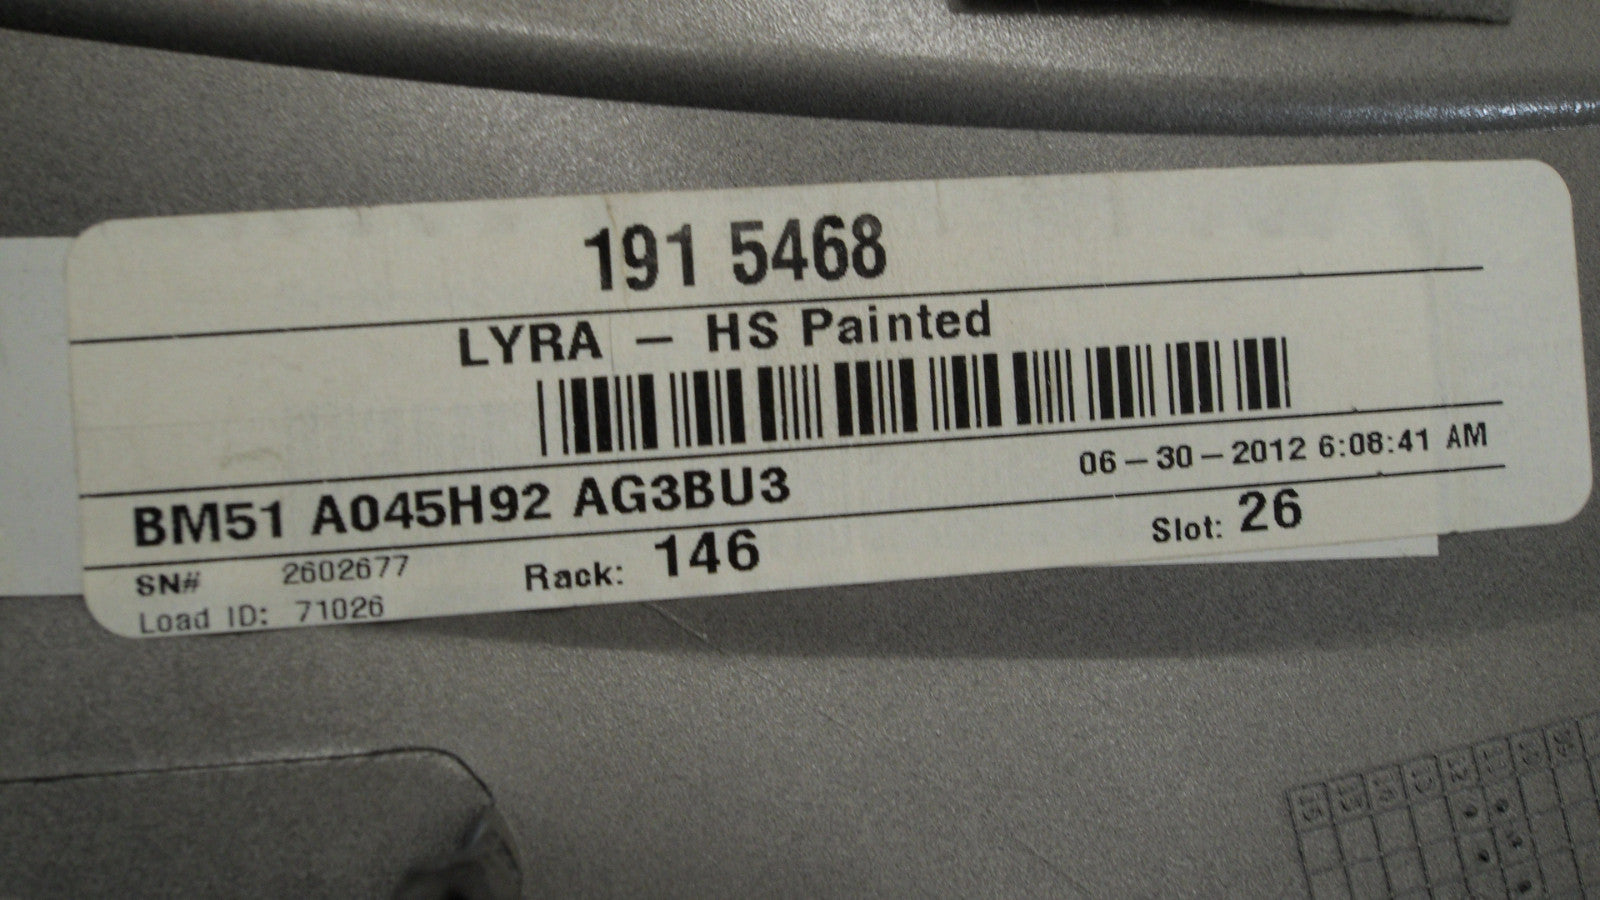 191 5468
LYRA – HS Painted
BM51 A045H92 AG3BU3 06–30–2012 6:08:41 AM
SN# 2602677 Rack: 146 Slot: 26
Load ID: 71026